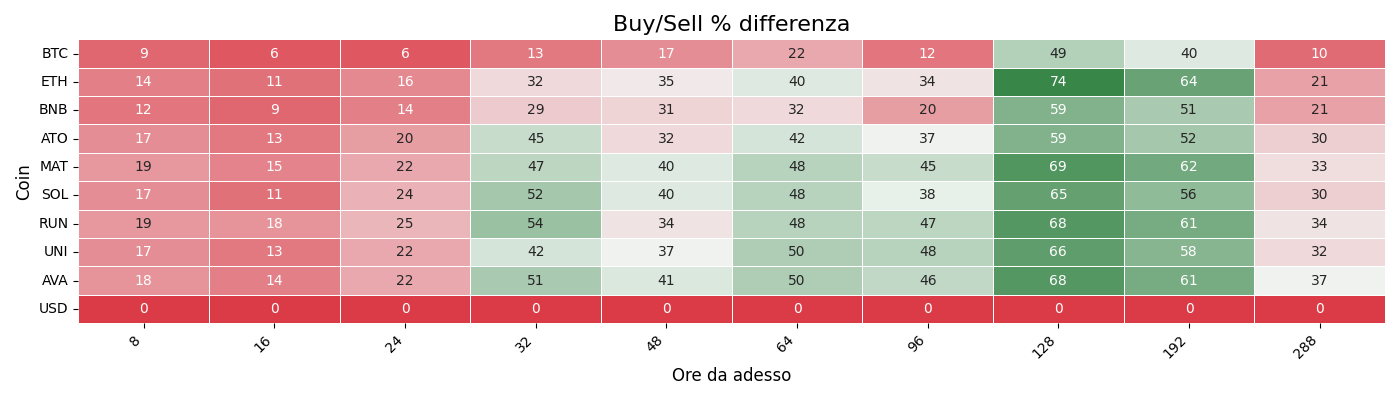 Buy/Sell % differenza
Coin
BTC 9 6 6 13 17 22 12 49 40 10
ETH 14 11 16 32 35 40 34 74 64 21
BNB 12 9 14 29 31 32 20 59 51 21
ATO 17 13 20 45 32 42 37 59 52 30
MAT 19 15 22 47 40 48 45 69 62 33
SOL 17 11 24 52 40 48 38 65 56 30
RUN 19 18 25 54 34 48 47 68 61 34
UNI 17 13 22 42 37 50 48 66 58 32
AVA 18 14 22 51 41 50 46 68 61 37
USD 0 0 0 0 0 0 0 0 0 0
8 16 24 32 48 64 96 128 192 288
Ore da adesso